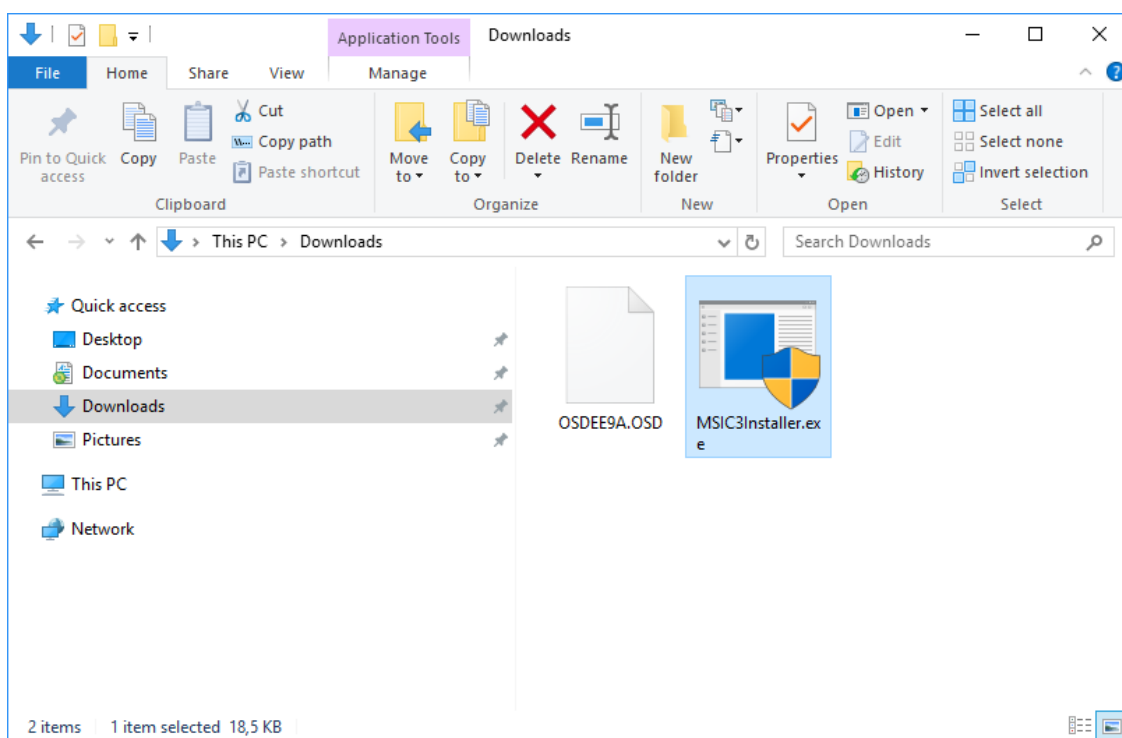 Application Tools
Downloads
File
Home
Share
View
Manage
?
Pin to Quick
access
Copy
Paste
Cut
Copy path
Paste shortcut
Clipboard
Move
to
Copy
to
Delete
Rename
Organize
New
folder
New
Properties
Open
Edit
History
Open
Select all
Select none
Invert selection
Select
This PC
Downloads
Search Downloads
Quick access
Desktop
Documents
Downloads
Pictures
This PC
Network
OSDEE9A.OSD
MSIC3Installer.ex
e
2 items
1 item selected 18,5 KB